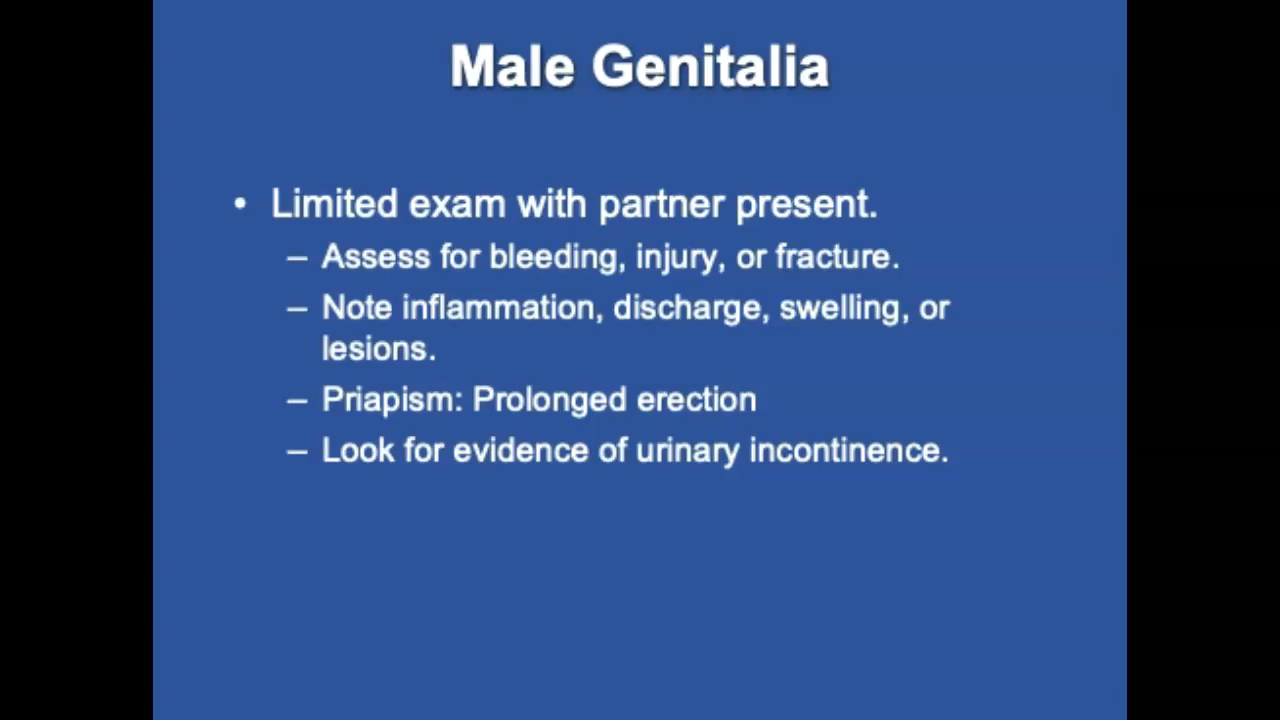 Male Genitalia
• Limited exam with partner present.
– Assess for bleeding, injury, or fracture.
– Note inflammation, discharge, swelling, or
lesions.
– Priapism: Prolonged erection
– Look for evidence of urinary incontinence.